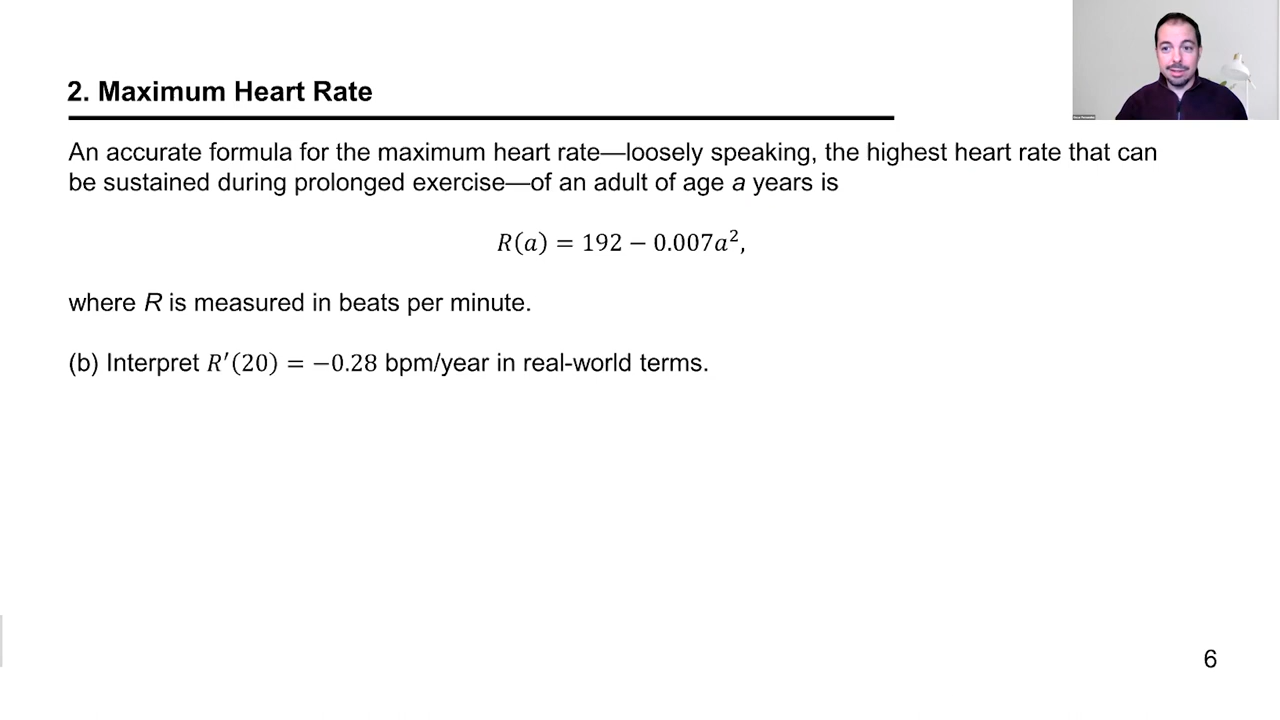 2. Maximum Heart Rate
An accurate formula for the maximum heart rate—loosely speaking, the highest heart rate that can
be sustained during prolonged exercise—of an adult of age a years is
R(a) = 192 − 0.007a²,
where R is measured in beats per minute.
(b) Interpret R′(20) = −0.28 bpm/year in real-world terms.
6